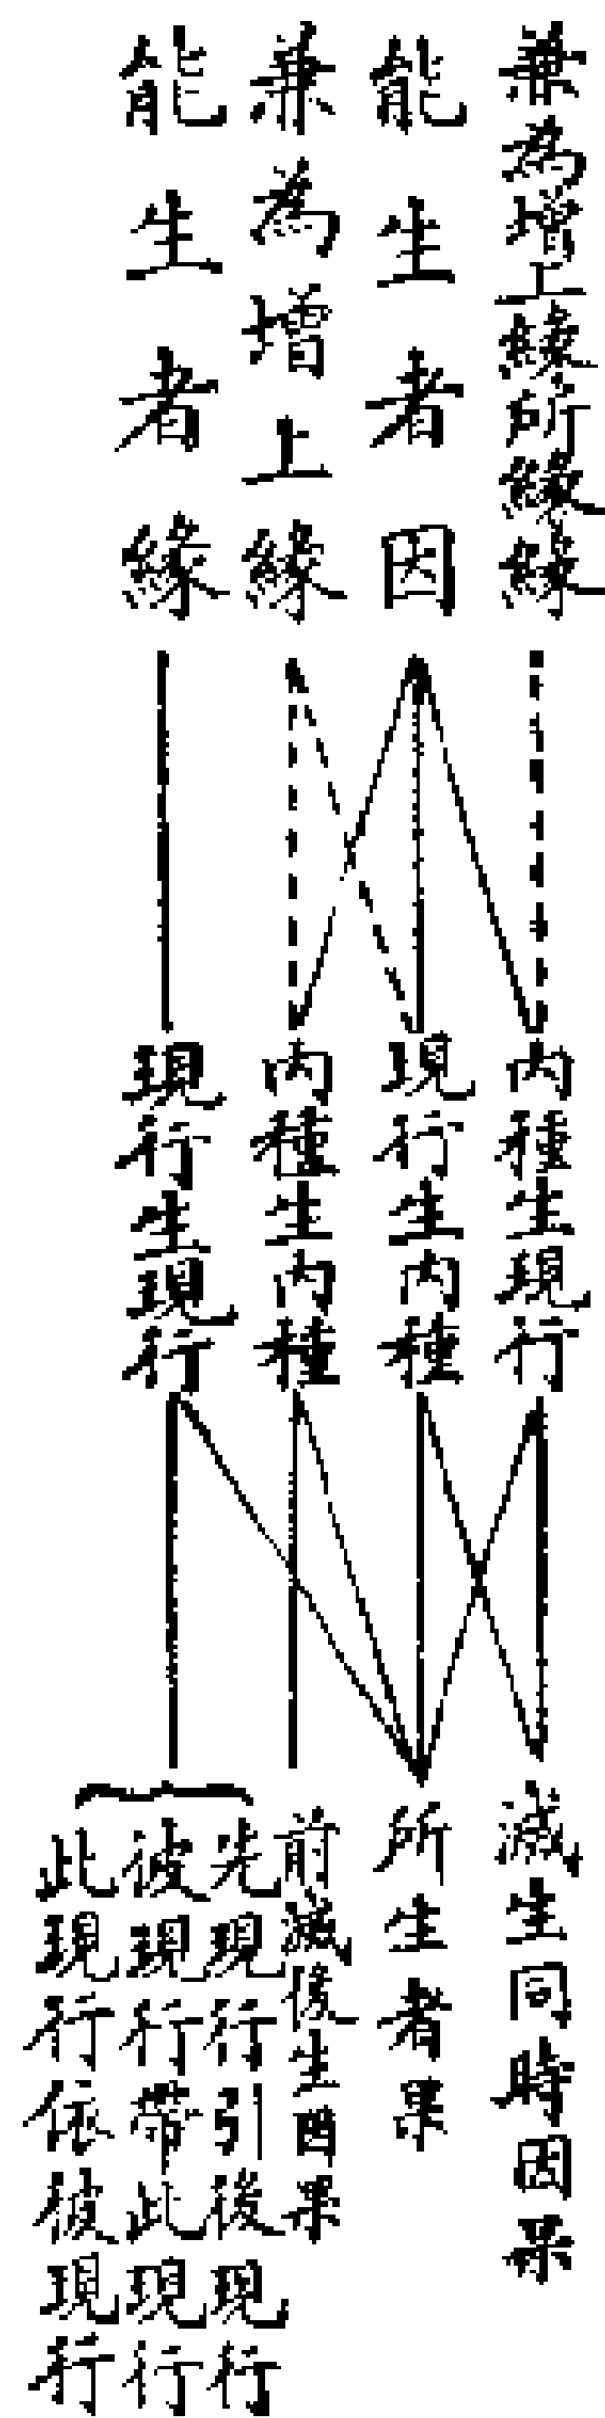 兼為增上緣所緣緣
能生者因
兼為增上緣
能生者緣
內種生現行
現行生內種
內種生內種
現行生現行
滅生同時因果
所生者果
前滅後生因果
先現行引後現行
彼現行帶此現行
此現行依彼現行